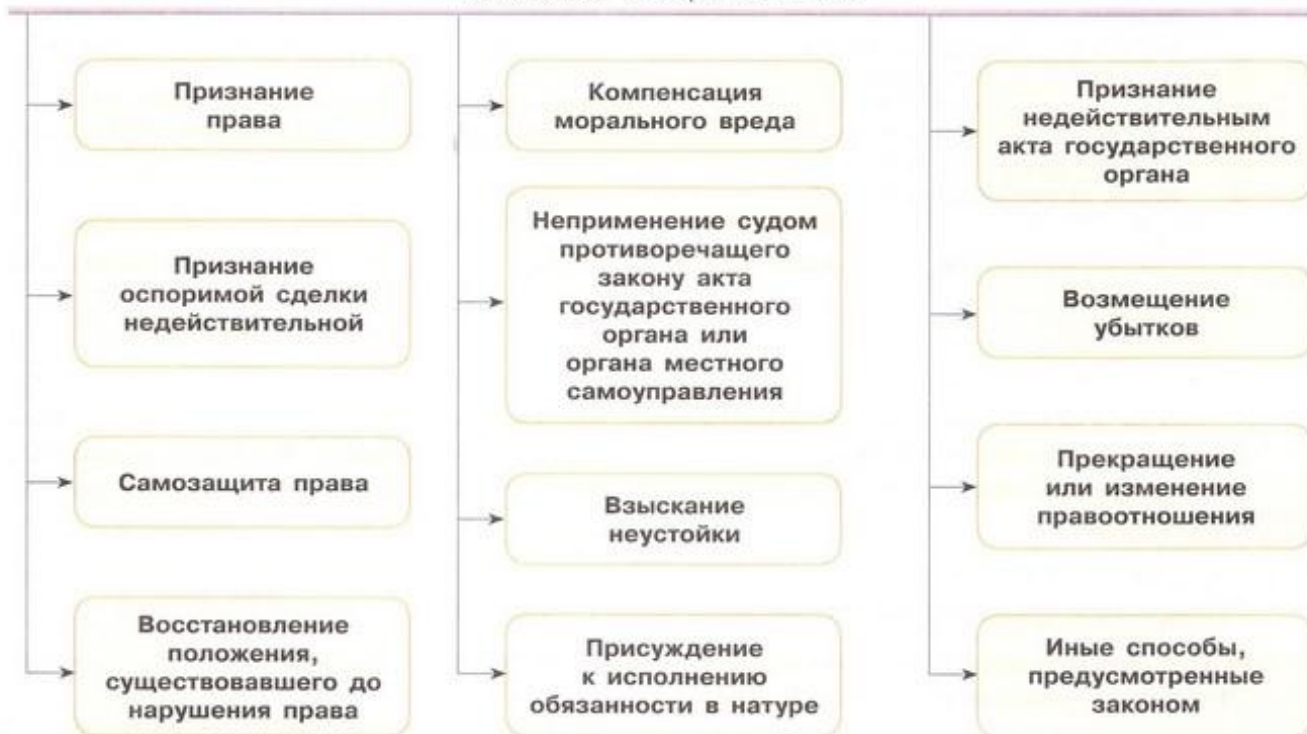 Признание
права
Признание
оспоримой сделки
недействительной
Самозащита права
Восстановление
положения,
существовавшего до
нарушения права
Компенсация
морального вреда
Неприменение судом
противоречащего
закону акта
государственного
органа или
органа местного
самоуправления
Взыскание
неустойки
Присуждение
к исполнению
обязанности в натуре
Признание
недействительным
акта государственного
органа
Возмещение
убытков
Прекращение
или изменение
правоотношения
Иные способы,
предусмотренные
законом